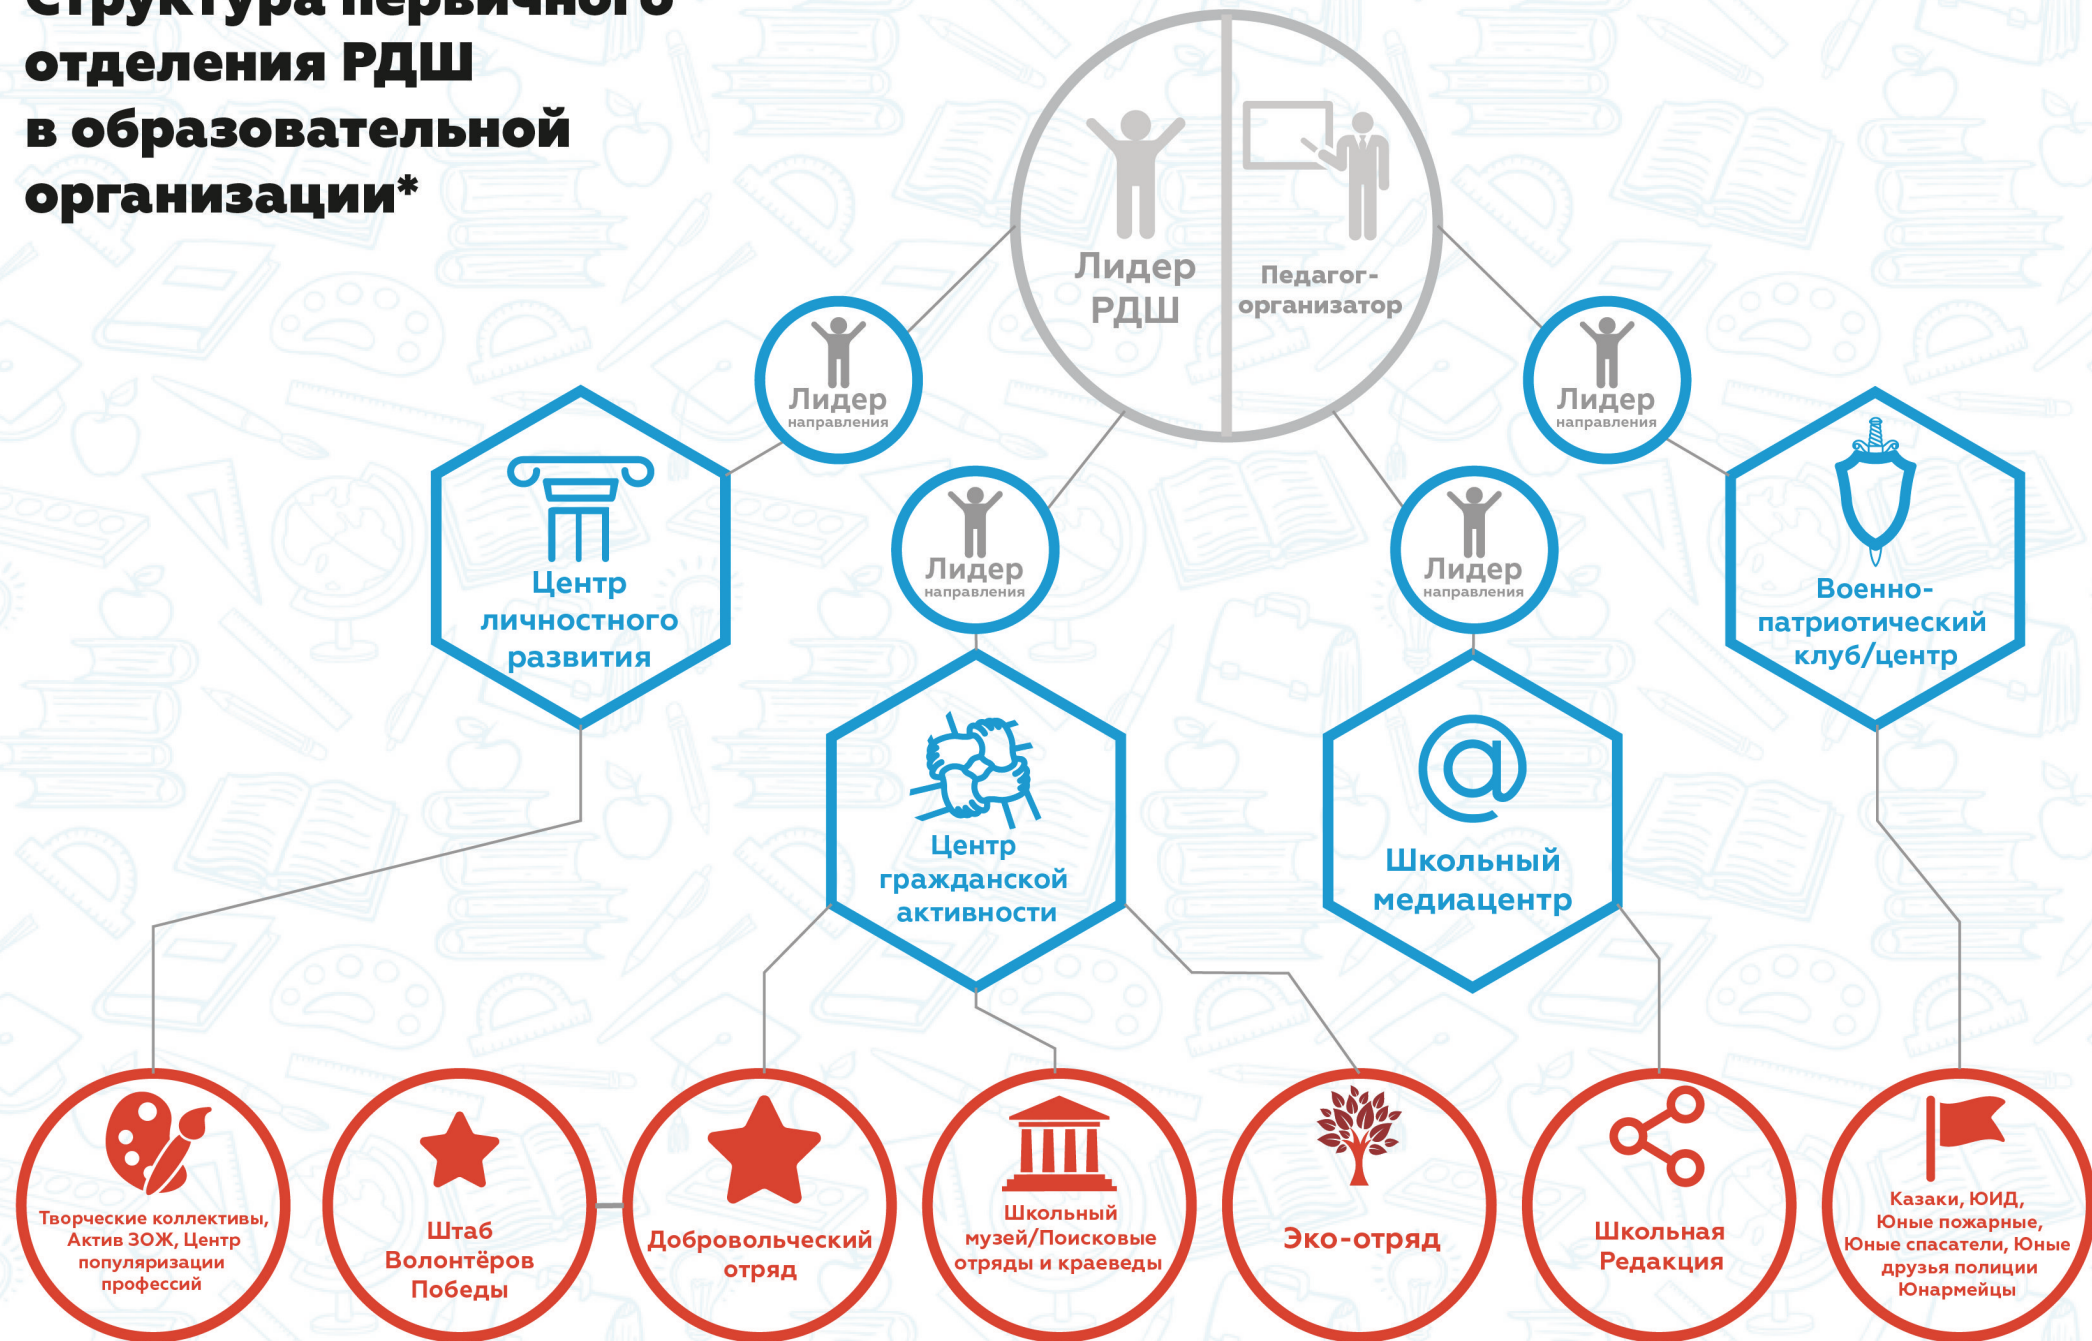 Структура первичного
отделения РДШ
в образовательной
организации*
Лидер
РДШ
Педагог-
организатор
Лидер
направления
Лидер
направления
Лидер
направления
Лидер
направления
Центр
личностного
развития
Центр
гражданской
активности
Школьный
медиацентр
Военно-
патриотический
клуб/центр
Творческие коллективы,
Актив ЗОЖ, Центр
популяризации
профессий
Штаб
Волонтёров
Победы
Добровольческий
отряд
Школьный
музей/Поисковые
отряды и краеведы
Эко-отряд
Школьная
Редакция
Казаки, ЮИД,
Юные пожарные,
Юные спасатели, Юные
друзья полиции
Юнармейцы